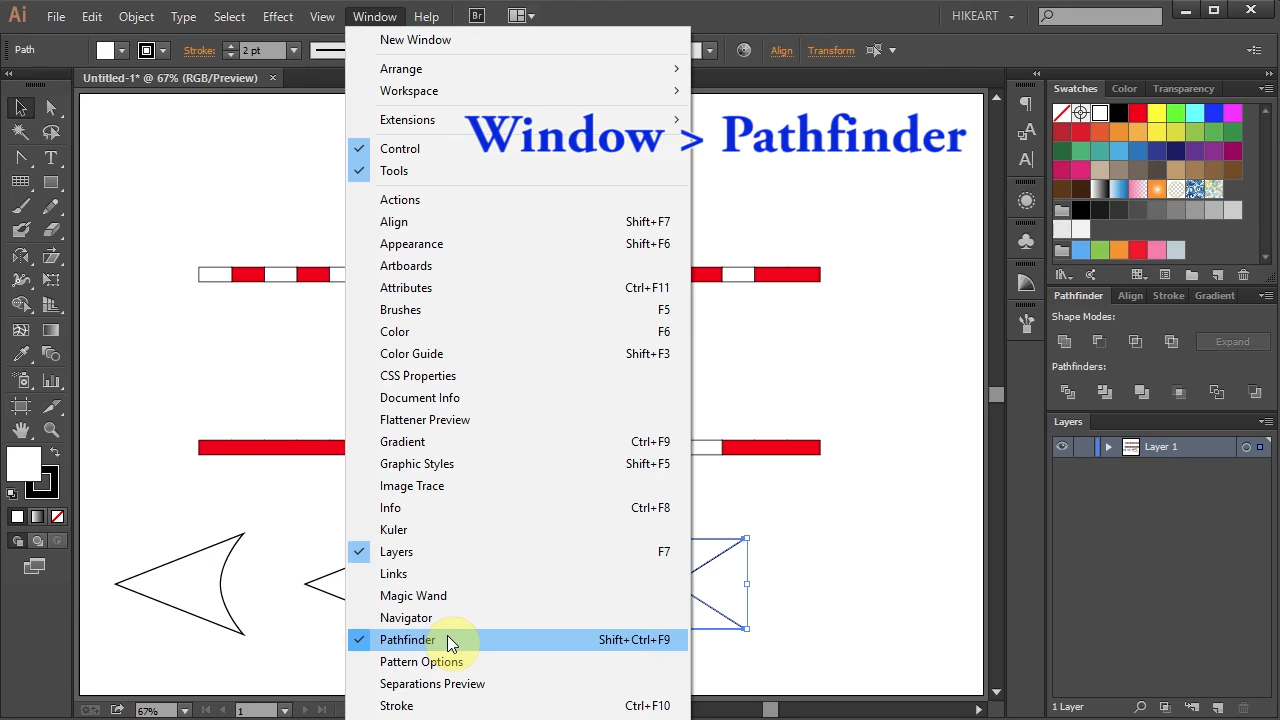 Ai File Edit Object Type Select Effect View Window Help Br HIKEART
Path Stroke: 2 pt Align Transform
Untitled-1* @ 67% (RGB/Preview) ×
New Window
Arrange
Workspace
Extensions
Window > Pathfinder
Control
Tools
Actions
Align Shift+F7
Appearance Shift+F6
Artboards
Attributes Ctrl+F11
Brushes F5
Color F6
Color Guide Shift+F3
CSS Properties
Document Info
Flattener Preview
Gradient Ctrl+F9
Graphic Styles Shift+F5
Image Trace
Info Ctrl+F8
Kuler
Layers F7
Links
Magic Wand
Navigator
Pathfinder Shift+Ctrl+F9
Pattern Options
Separations Preview
Stroke Ctrl+F10
Swatches Color Transparency
Pathfinder Align Stroke Gradient
Shape Modes:
Expand
Pathfinders:
Layers
Layer 1
67% 1 1 Layer